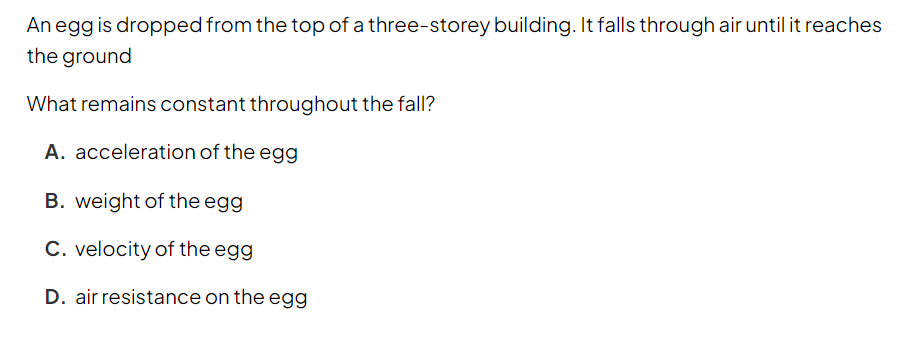 An egg is dropped from the top of a three-storey building. It falls through air until it reaches
the ground
What remains constant throughout the fall?
A. acceleration of the egg
B. weight of the egg
C. velocity of the egg
D. air resistance on the egg